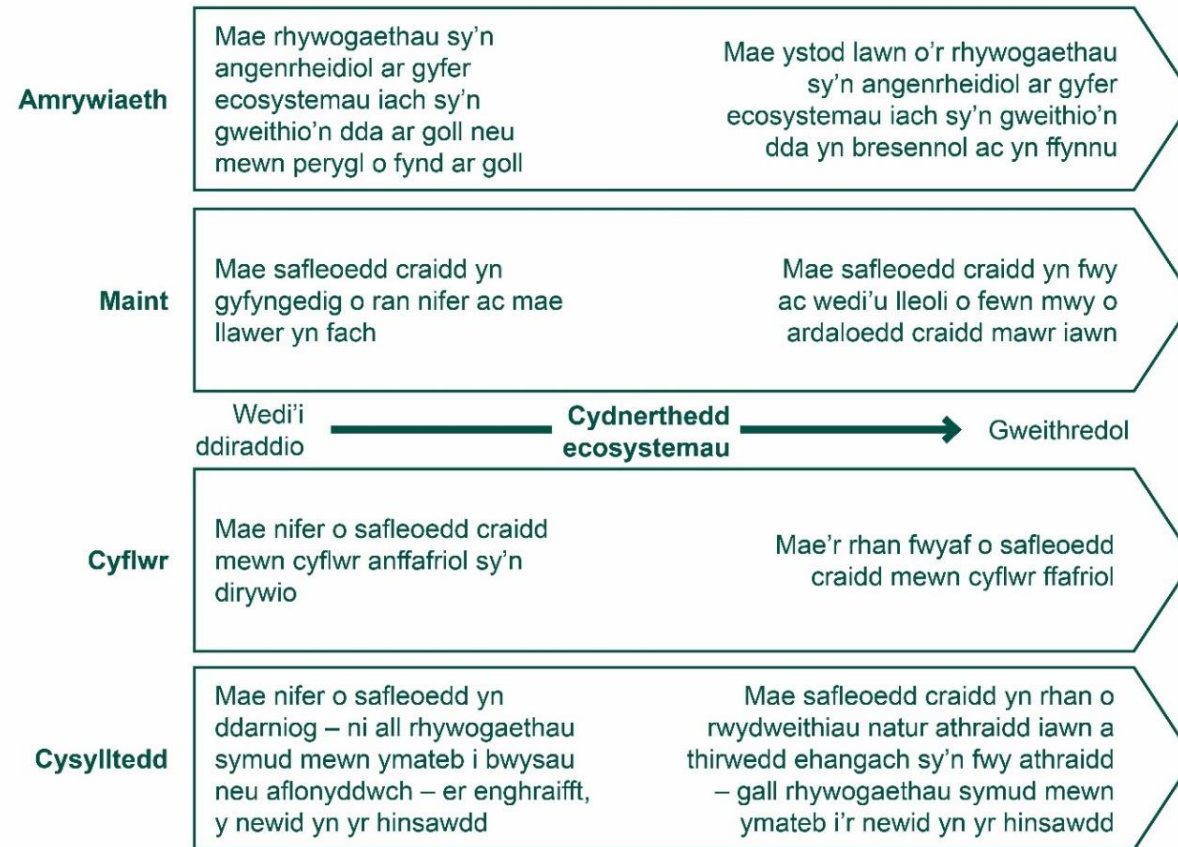 Amrywiaeth
Mae rhywogaethau sy'n
angenrheidiol ar gyfer
ecosystemau iach sy'n
gweithio'n dda ar goll neu
mewn perygl o fynd ar goll
Mae ystod lawn o'r rhywogaethau
sy'n angenrheidiol ar gyfer
ecosystemau iach sy'n gweithio'n
dda yn bresennol ac yn ffynnu
Maint
Mae safleoedd craidd yn
gyfyngedig o ran nifer ac mae
llawer yn fach
Mae safleoedd craidd yn fwy
ac wedi'u lleoli o fewn mwy o
ardaloedd craidd mawr iawn
Wedi'i
ddiraddio
Cydnerthedd
ecosystemau
Gweithredol
Cyflwr
Mae nifer o safleoedd craidd
mewn cyflwr anffafriol sy'n
dirywio
Mae'r rhan fwyaf o safleoedd
craidd mewn cyflwr ffafriol
Cysylltedd
Mae nifer o safleoedd yn
ddarniog – ni all rhywogaethau
symud mewn ymateb i bwysau
neu aflonyddwch – er enghraifft,
y newid yn yr hinsawdd
Mae safleoedd craidd yn rhan o
rwydweithiau natur athraidd iawn a
thirwedd ehangach sy'n fwy athraidd
– gall rhywogaethau symud mewn
ymateb i'r newid yn yr hinsawdd